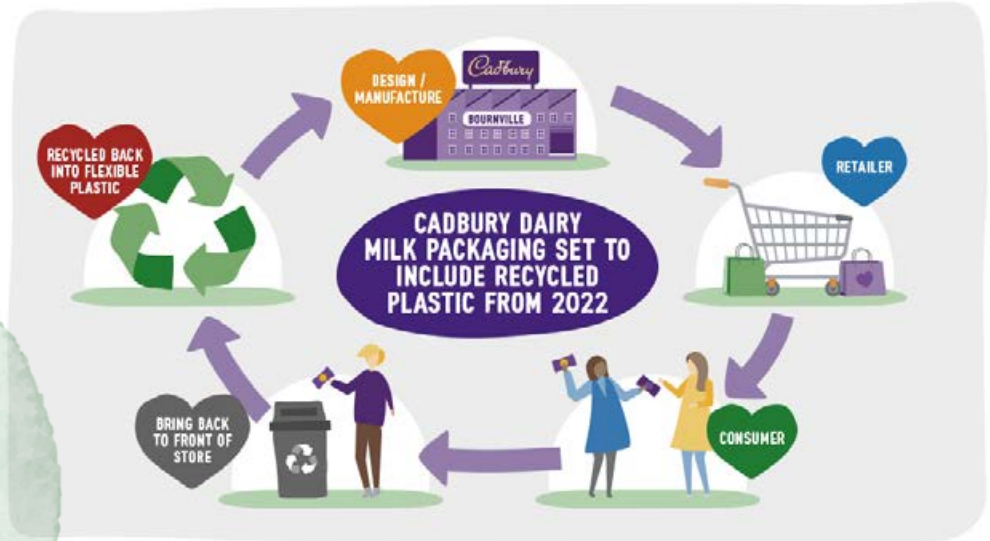 DESIGN /
MANUFACTURE
Cadbury
BOURNVILLE
RETAILER
CONSUMER
BRING BACK
TO FRONT OF
STORE
RECYCLED BACK
INTO FLEXIBLE
PLASTIC
CADBURY DAIRY
MILK PACKAGING SET TO
INCLUDE RECYCLED
PLASTIC FROM 2022